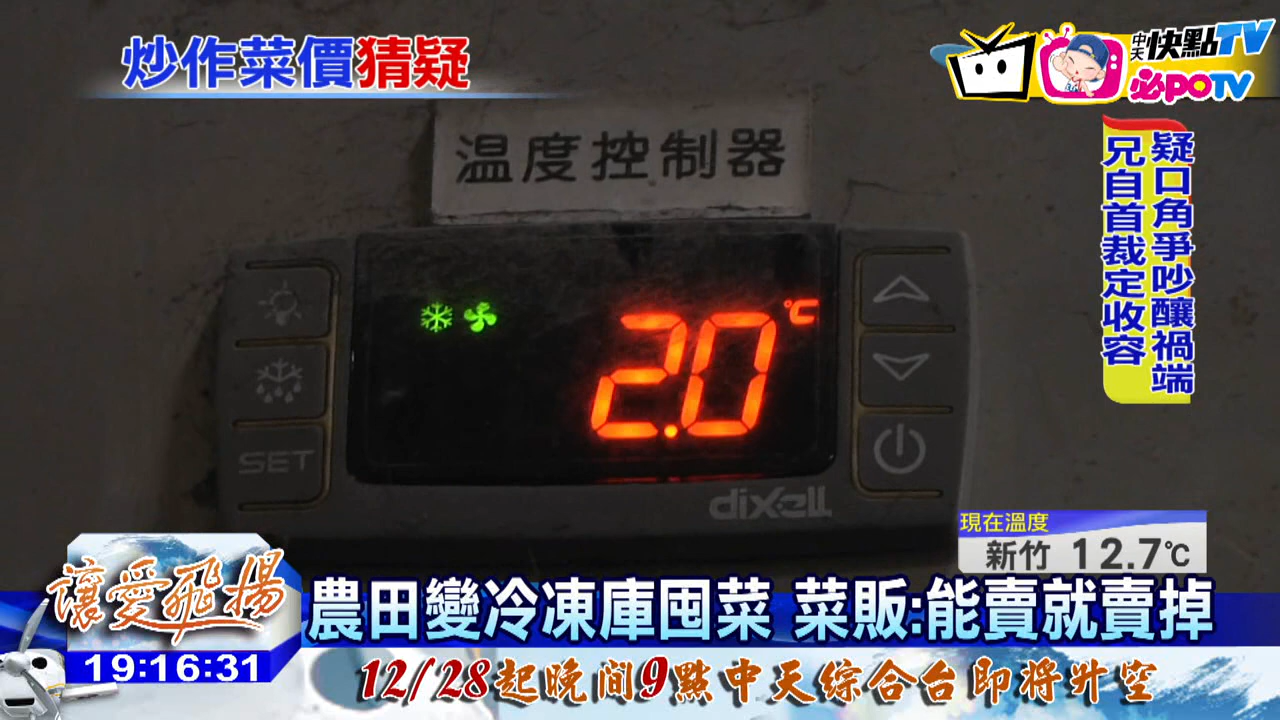 炒作菜價猜疑
中天快點TV
必POTV
疑口角爭吵釀禍端
兄自首裁定收容
温度控制器
2.0℃
SET
dixell
現在溫度
新竹 12.7℃
讓愛飛揚
農田變冷凍庫囤菜 菜販:能賣就賣掉
19:16:31
12/28起晚間9點中天綜合台即將升空